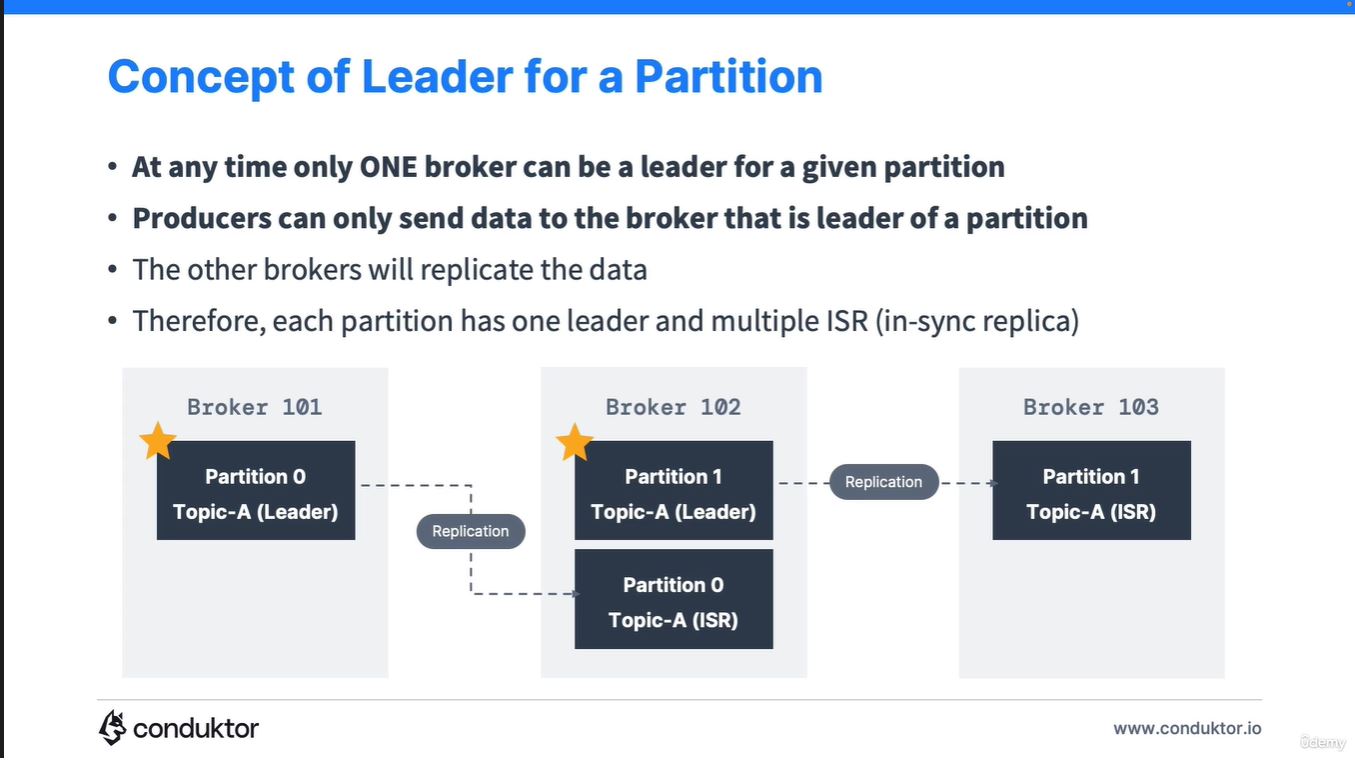 Concept of Leader for a Partition
• At any time only ONE broker can be a leader for a given partition
• Producers can only send data to the broker that is leader of a partition
• The other brokers will replicate the data
• Therefore, each partition has one leader and multiple ISR (in-sync replica)
Broker 101
Partition 0
Topic-A (Leader)
Replication
Broker 102
Partition 1
Topic-A (Leader)
Partition 0
Topic-A (ISR)
Replication
Broker 103
Partition 1
Topic-A (ISR)
conduktor
www.conduktor.io
ûdemy